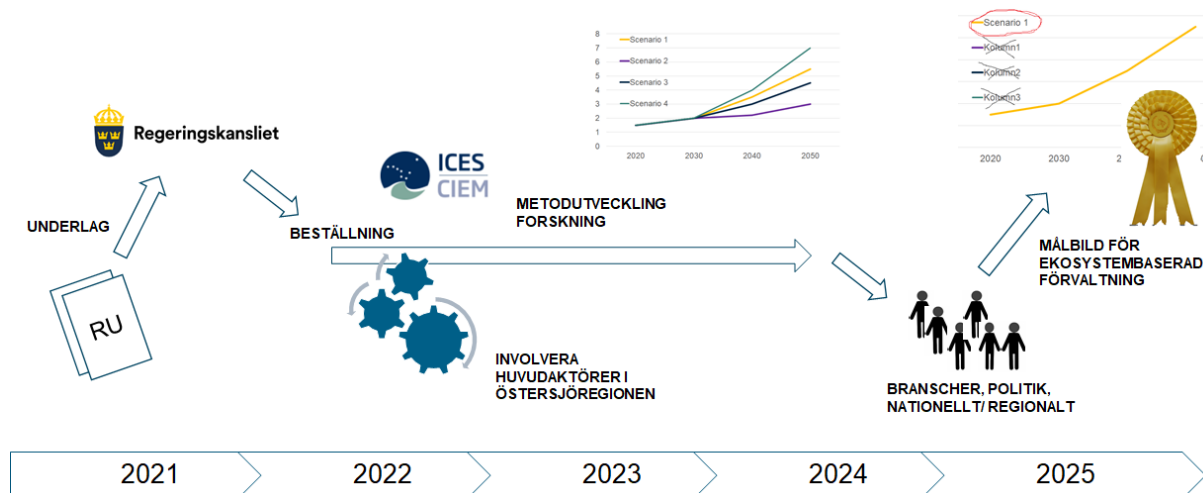 8
7
6
5
4
3
2
1
0
Scenario 1
Scenario 2
Scenario 3
Scenario 4
2020
2030
2040
2050
Scenario 1
Kolumn1
Kolumn2
Kolumn3
2020
2030
2
Regeringskansliet
ICES
CIEM
UNDERLAG
BESTÄLLNING
METODUTVECKLING
FORSKNING
RU
INVOLVERA
HUVUDAKTÖRER I
ÖSTERSJÖREGIONEN
MÅLBILD FÖR
EKOSYSTEMBASERAD
FÖRVALTNING
BRANSCHER, POLITIK,
NATIONELLT/ REGIONALT
2021
2022
2023
2024
2025